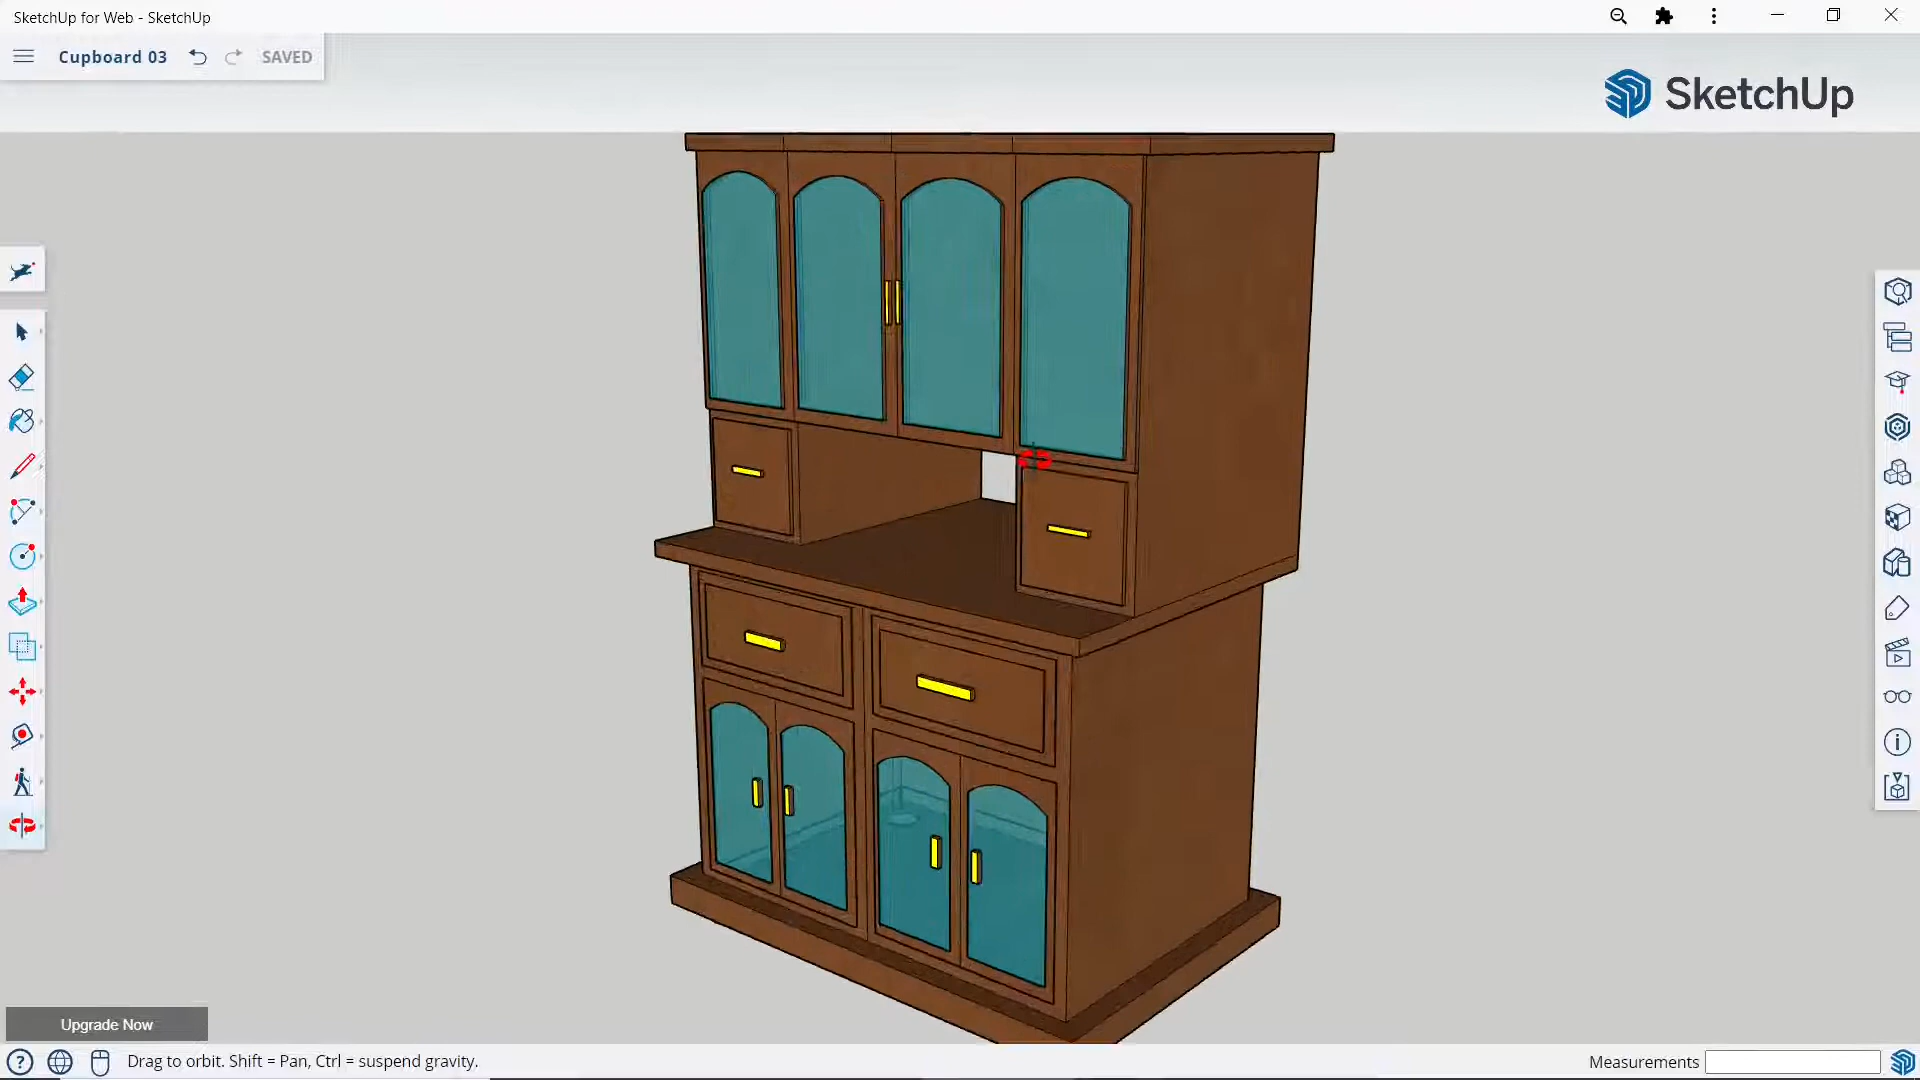 SketchUp for Web - SketchUp
Cupboard 03
SAVED
SketchUp
Upgrade Now
Drag to orbit. Shift = Pan, Ctrl = suspend gravity.
Measurements